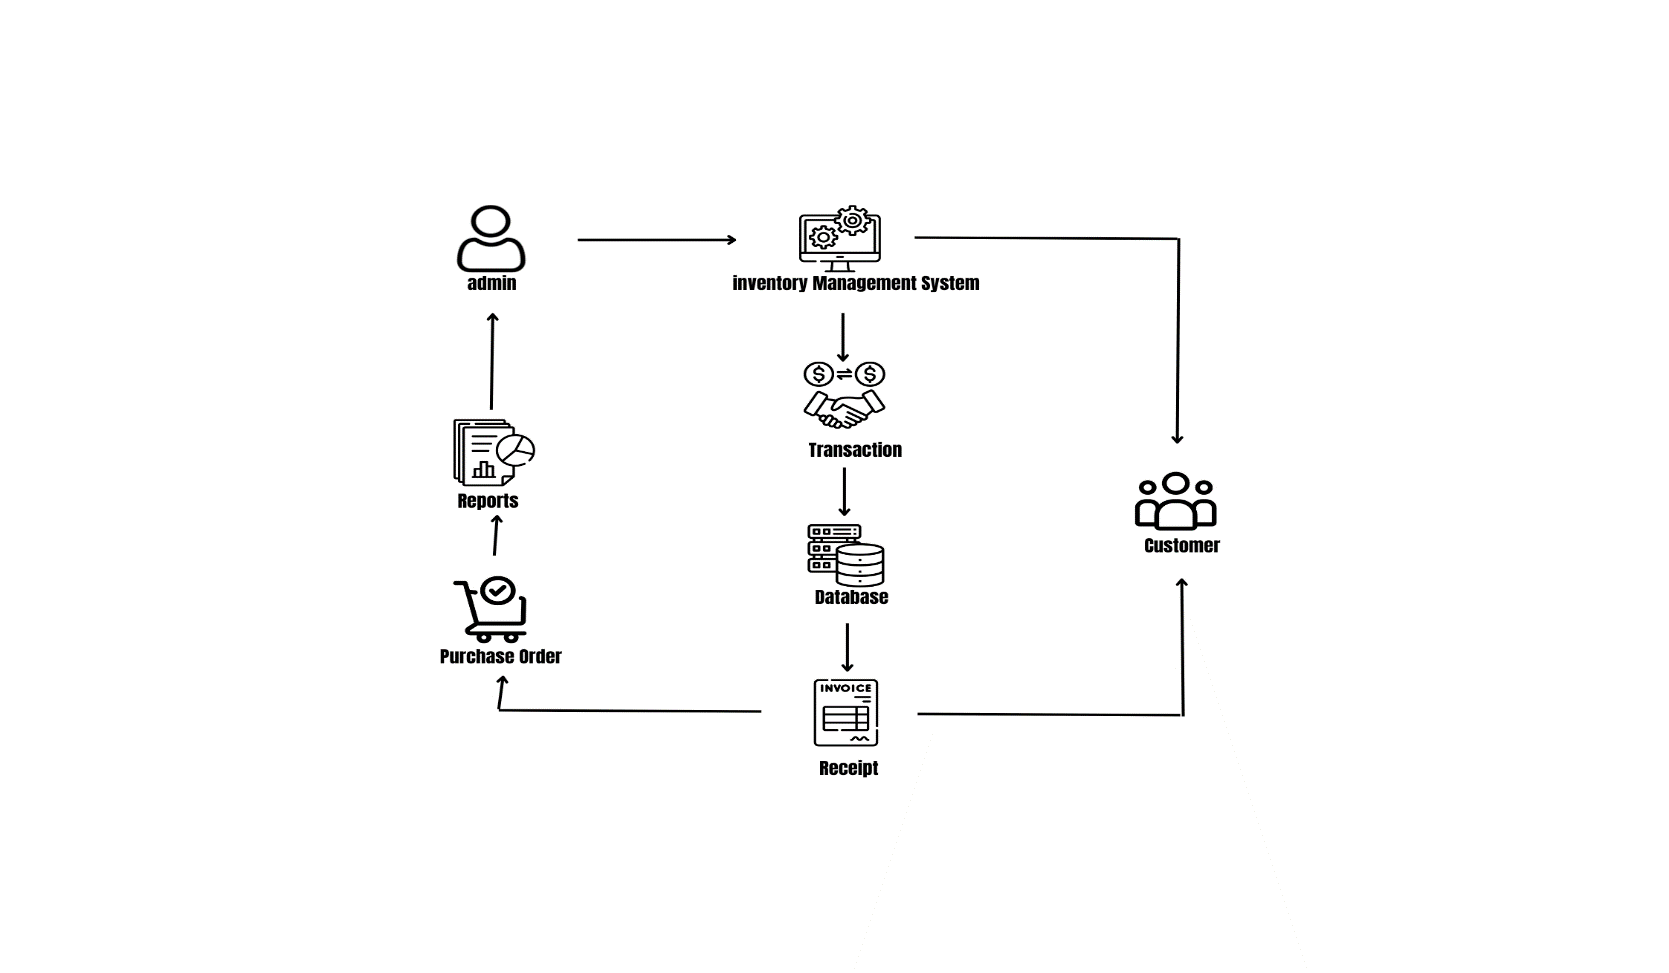 admin
inventory Management System
Transaction
Reports
Customer
Database
Purchase Order
INVOICE
Receipt